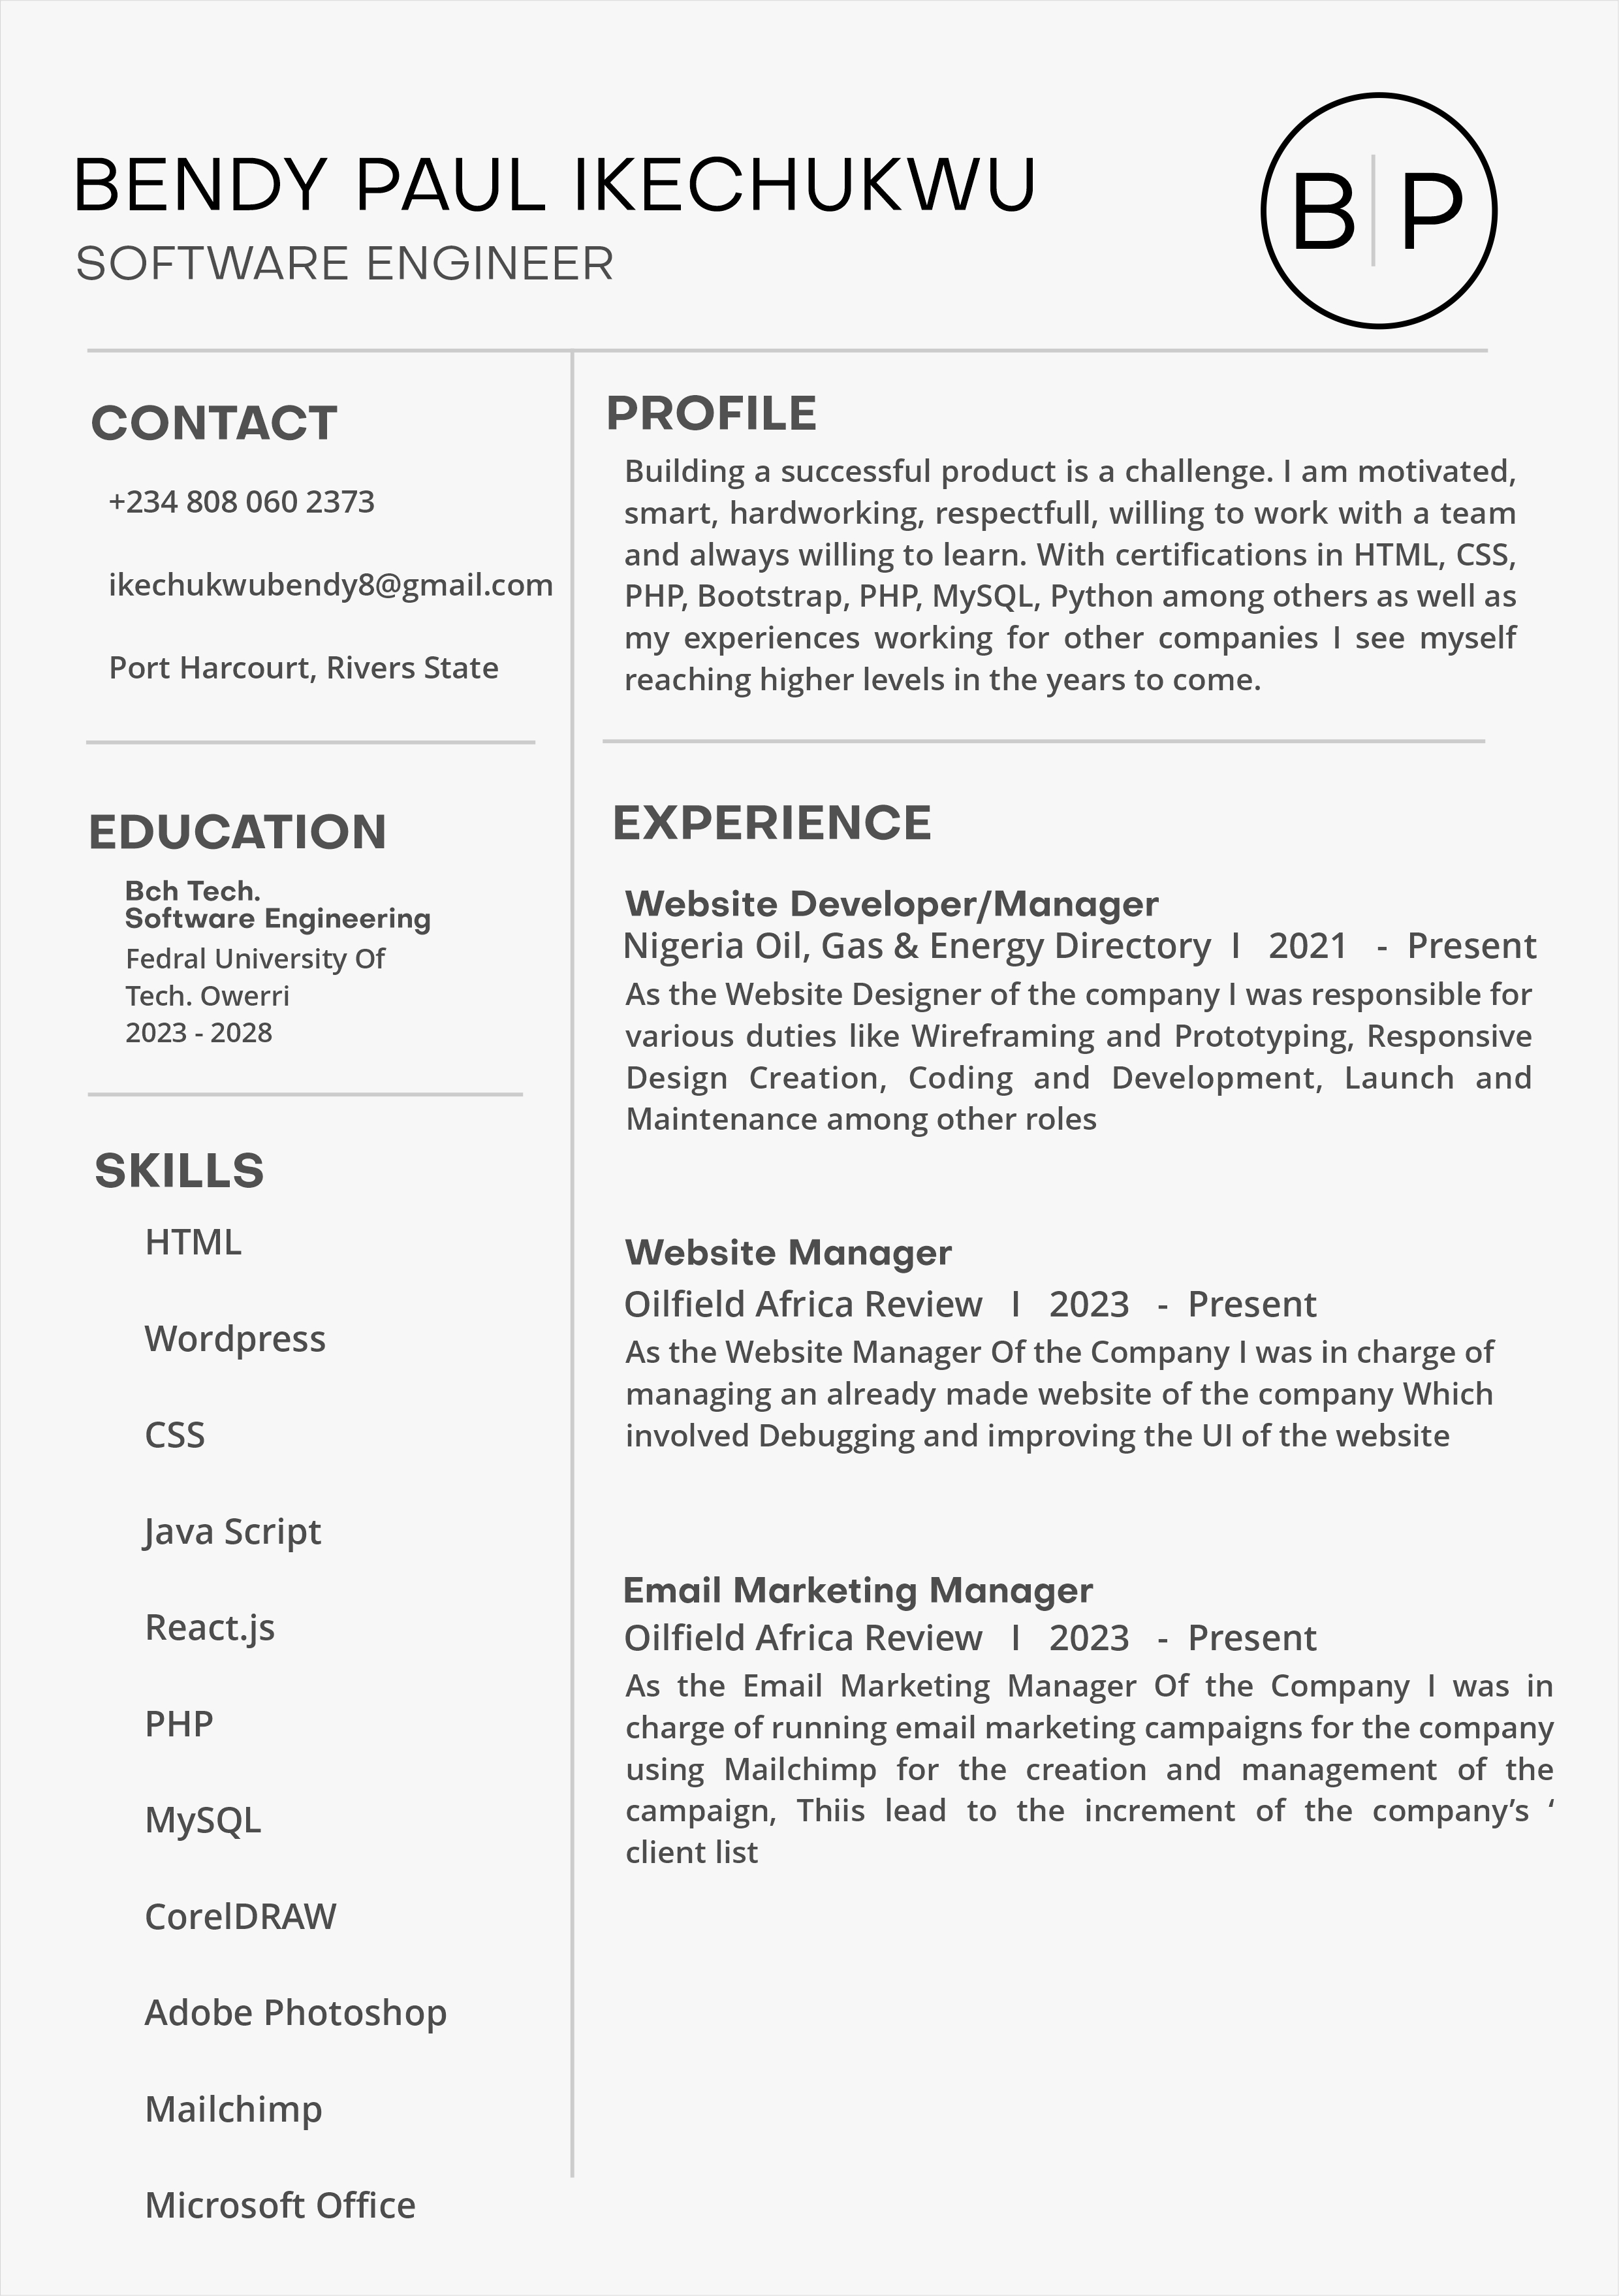 BENDY PAUL IKECHUKWU
SOFTWARE ENGINEER
B P
CONTACT
+234 808 060 2373
ikechukwubendy8@gmail.com
Port Harcourt, Rivers State
EDUCATION
Bch Tech.
Software Engineering
Fedral University Of
Tech. Owerri
2023 - 2028
SKILLS
HTML
Wordpress
CSS
Java Script
React.js
PHP
MySQL
CorelDRAW
Adobe Photoshop
Mailchimp
Microsoft Office
PROFILE
Building a successful product is a challenge. I am motivated,
smart, hardworking, respectfull, willing to work with a team
and always willing to learn. With certifications in HTML, CSS,
PHP, Bootstrap, PHP, MySQL, Python among others as well as
my experiences working for other companies I see myself
reaching higher levels in the years to come.
EXPERIENCE
Website Developer/Manager
Nigeria Oil, Gas & Energy Directory I 2021 - Present
As the Website Designer of the company I was responsible for
various duties like Wireframing and Prototyping, Responsive
Design Creation, Coding and Development, Launch and
Maintenance among other roles
Website Manager
Oilfield Africa Review I 2023 - Present
As the Website Manager Of the Company I was in charge of
managing an already made website of the company Which
involved Debugging and improving the UI of the website
Email Marketing Manager
Oilfield Africa Review I 2023 - Present
As the Email Marketing Manager Of the Company I was in
charge of running email marketing campaigns for the company
using Mailchimp for the creation and management of the
campaign, Thiis lead to the increment of the company’s ‘
client list